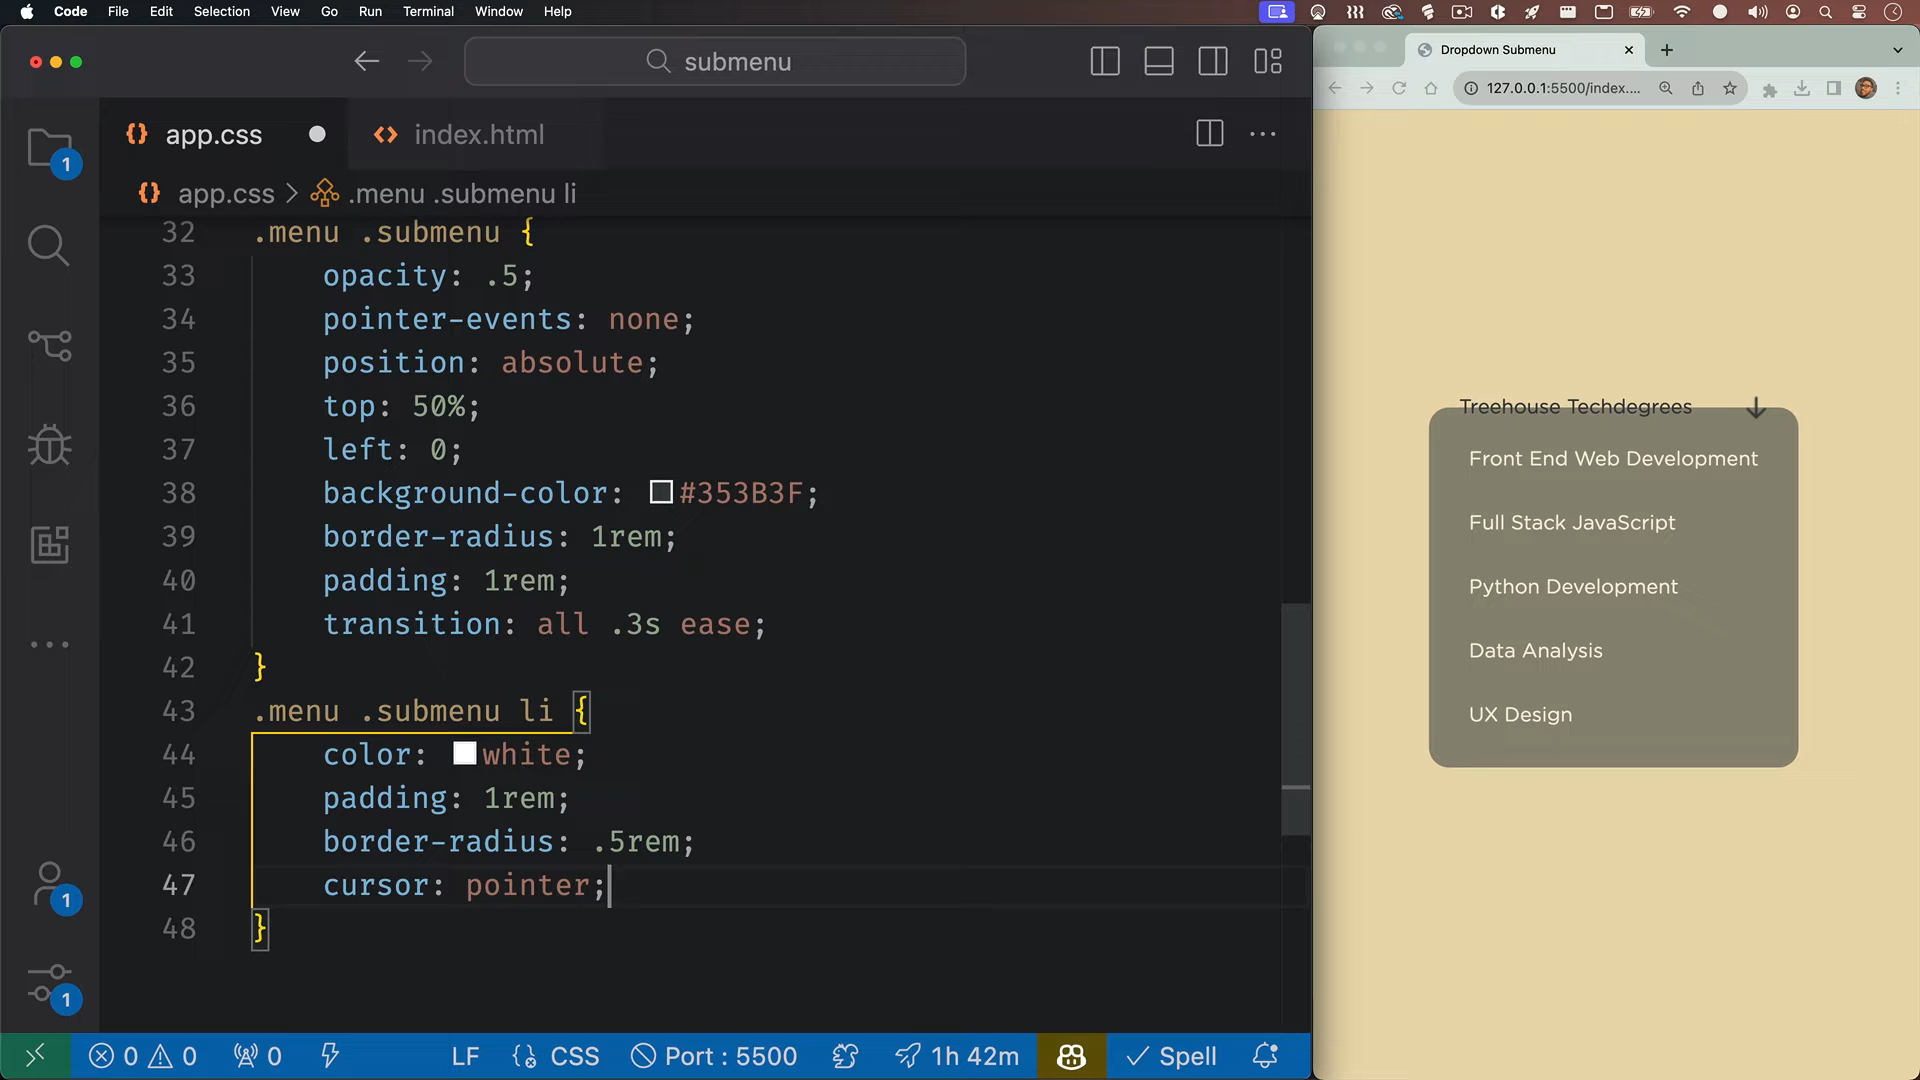 Code File Edit Selection View Go Run Terminal Window Help
submenu
app.css
index.html
app.css > .menu .submenu li
32 .menu .submenu {
33 opacity: .5;
34 pointer-events: none;
35 position: absolute;
36 top: 50%;
37 left: 0;
38 background-color: #353B3F;
39 border-radius: 1rem;
40 padding: 1rem;
41 transition: all .3s ease;
42 }
43 .menu .submenu li {
44 color: white;
45 padding: 1rem;
46 border-radius: .5rem;
47 cursor: pointer;
48 }
1
1
1
0 0 0 LF CSS Port : 5500 1h 42m Spell
Dropdown Submenu
127.0.0.1:5500/index....
Treehouse Techdegrees
Front End Web Development
Full Stack JavaScript
Python Development
Data Analysis
UX Design